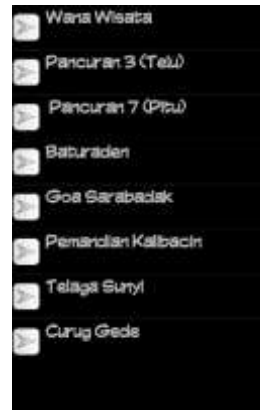 Wana Wisata
Pancuran 3 (Telu)
Pancuran 7 (Pitu)
Baturaden
Goa Sarabadak
Pemandian Kalibacin
Telaga Sunyi
Curug Gede